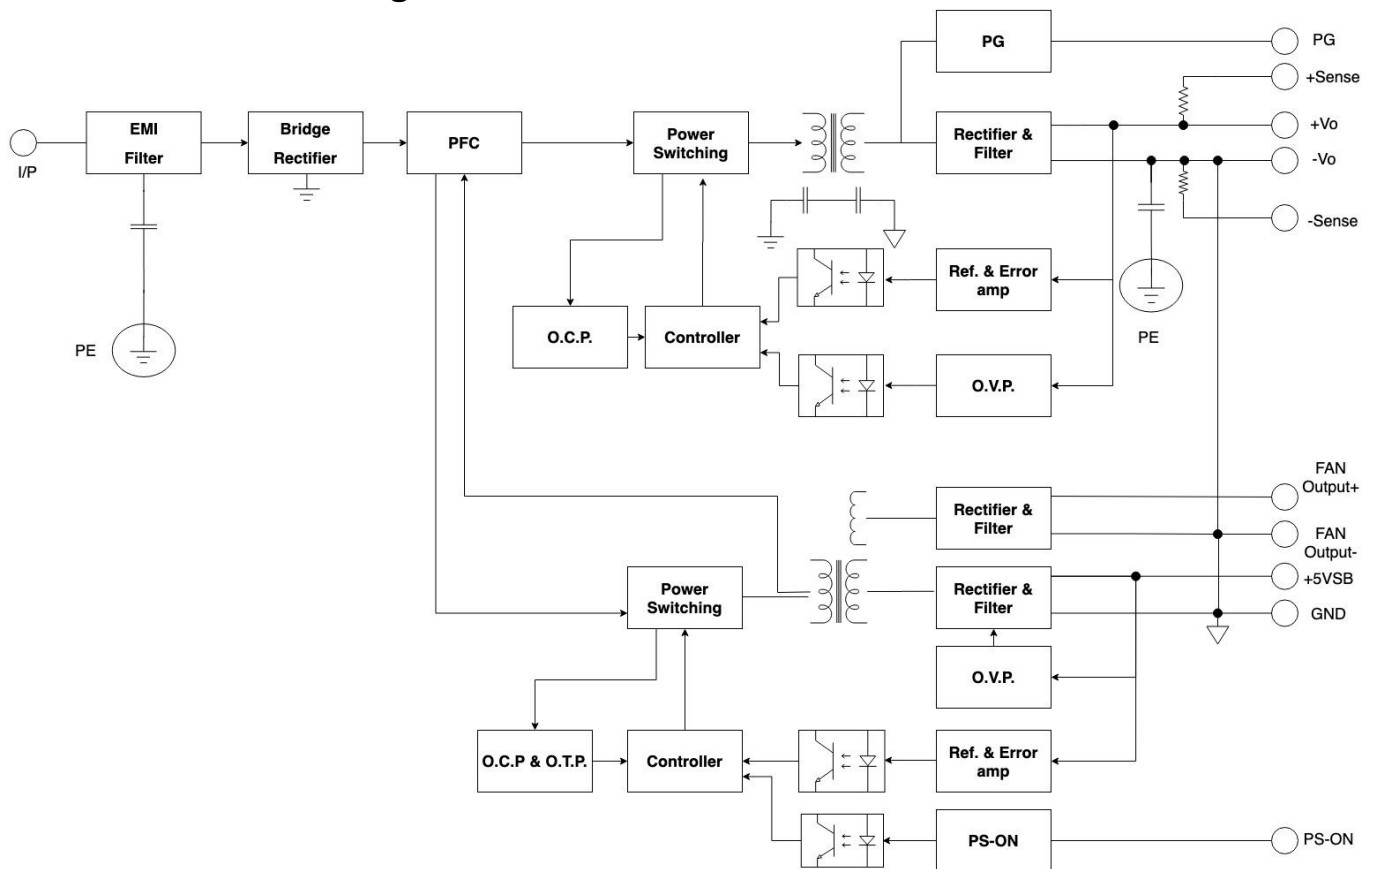 g
PG
PG
+Sense
EMI
Filter
Bridge
Rectifier
PFC
Power
Switching
Rectifier &
Filter
+Vo
-Vo
I/P
-Sense
Ref. & Error
amp
O.C.P.
Controller
PE
PE
O.V.P.
FAN
Output+
Rectifier &
Filter
FAN
Output-
Power
Switching
Rectifier &
Filter
+5VSB
GND
O.V.P.
O.C.P & O.T.P.
Controller
Ref. & Error
amp
PS-ON
PS-ON